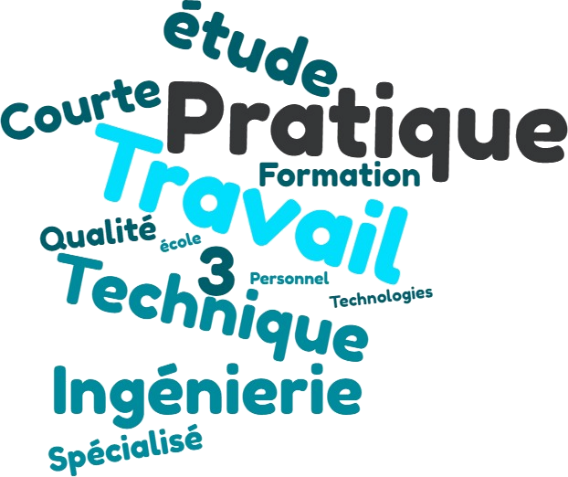 étude
Courte
Pratique
Travail
Formation
Qualité
école
3
Personnel
Technologies
Technique
Ingénierie
Spécialisé